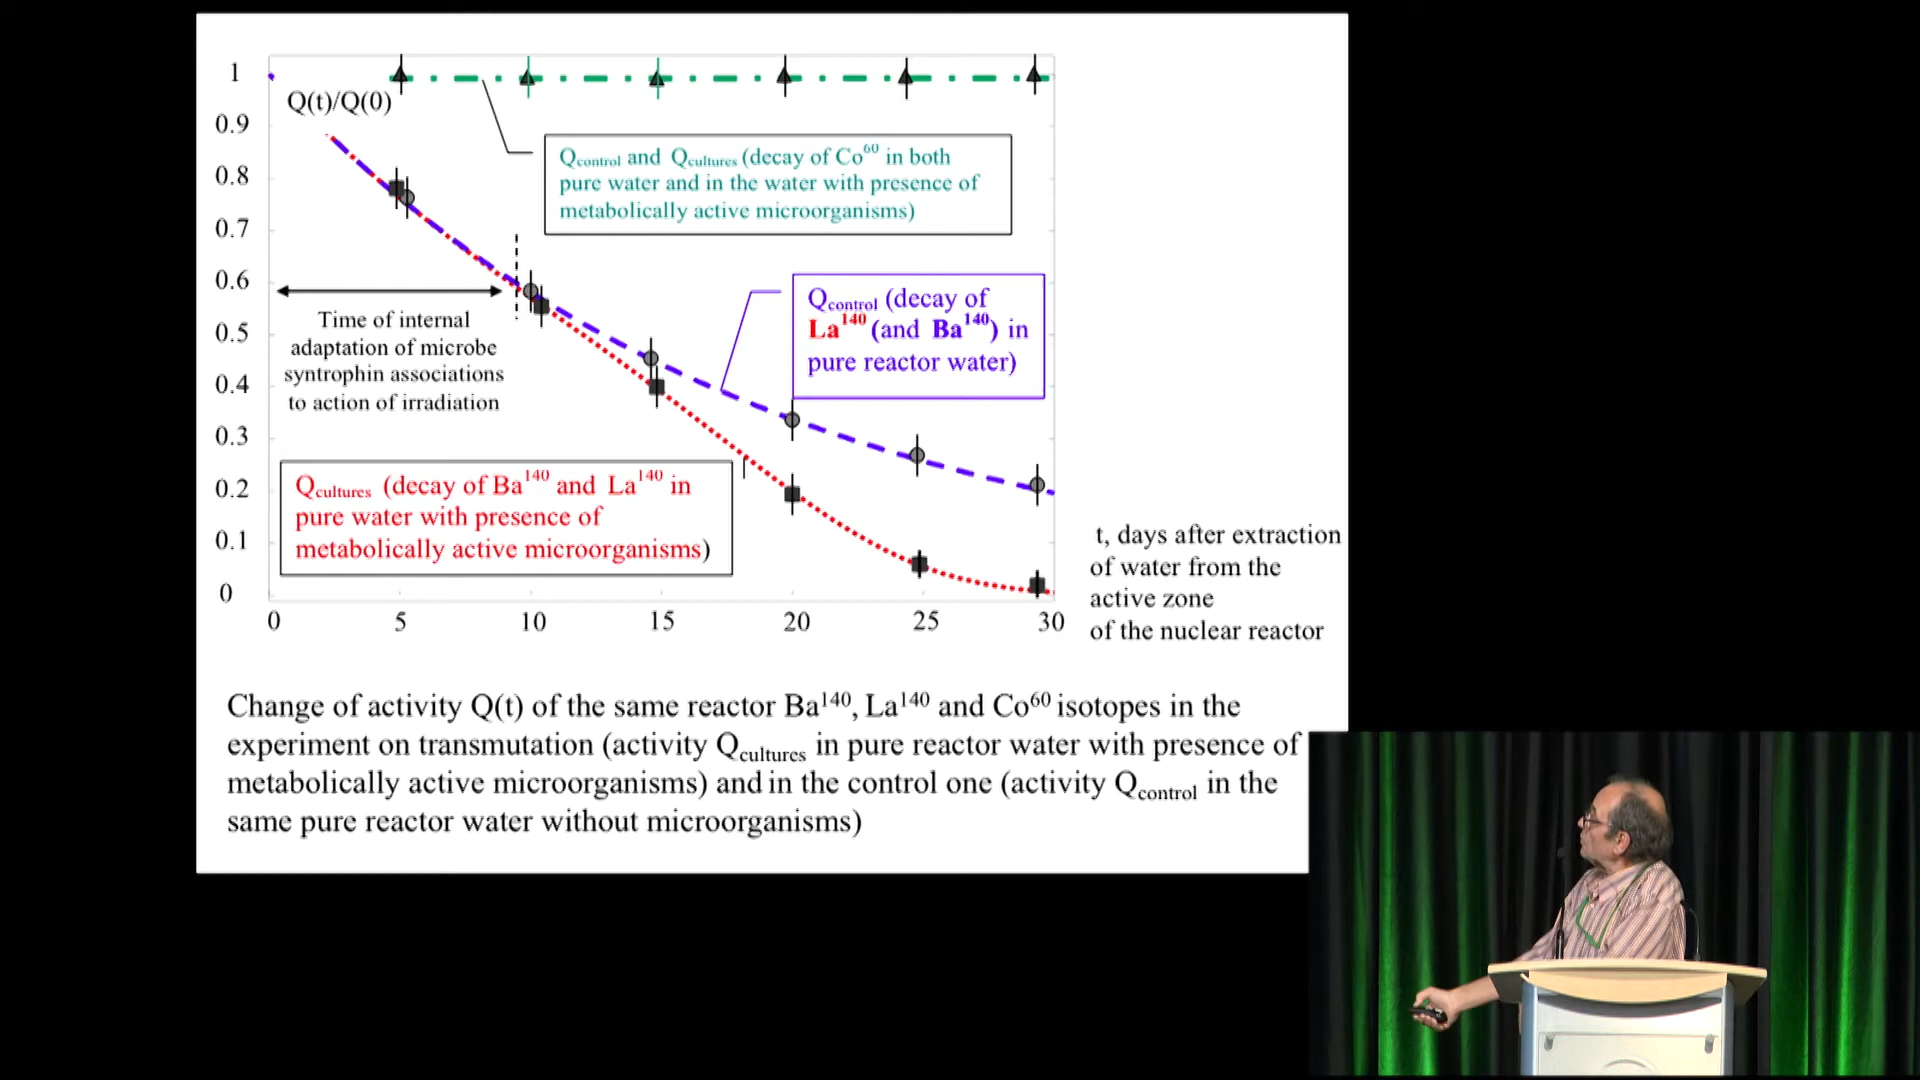 1
Q(t)/Q(0)
0.9
0.8
0.7
0.6
0.5
0.4
0.3
0.2
0.1
0
Qcontrol and Qcultures (decay of Co60 in both
pure water and in the water with presence of
metabolically active microorganisms)
Qcontrol (decay of
La140 (and Ba140) in
pure reactor water)
Time of internal
adaptation of microbe
syntrophin associations
to action of irradiation
Qcultures (decay of Ba140 and La140 in
pure water with presence of
metabolically active microorganisms)
0 5 10 15 20 25 30
t, days after extraction
of water from the
active zone
of the nuclear reactor
Change of activity Q(t) of the same reactor Ba140, La140 and Co60 isotopes in the
experiment on transmutation (activity Qcultures in pure reactor water with presence of
metabolically active microorganisms) and in the control one (activity Qcontrol in the
same pure reactor water without microorganisms)